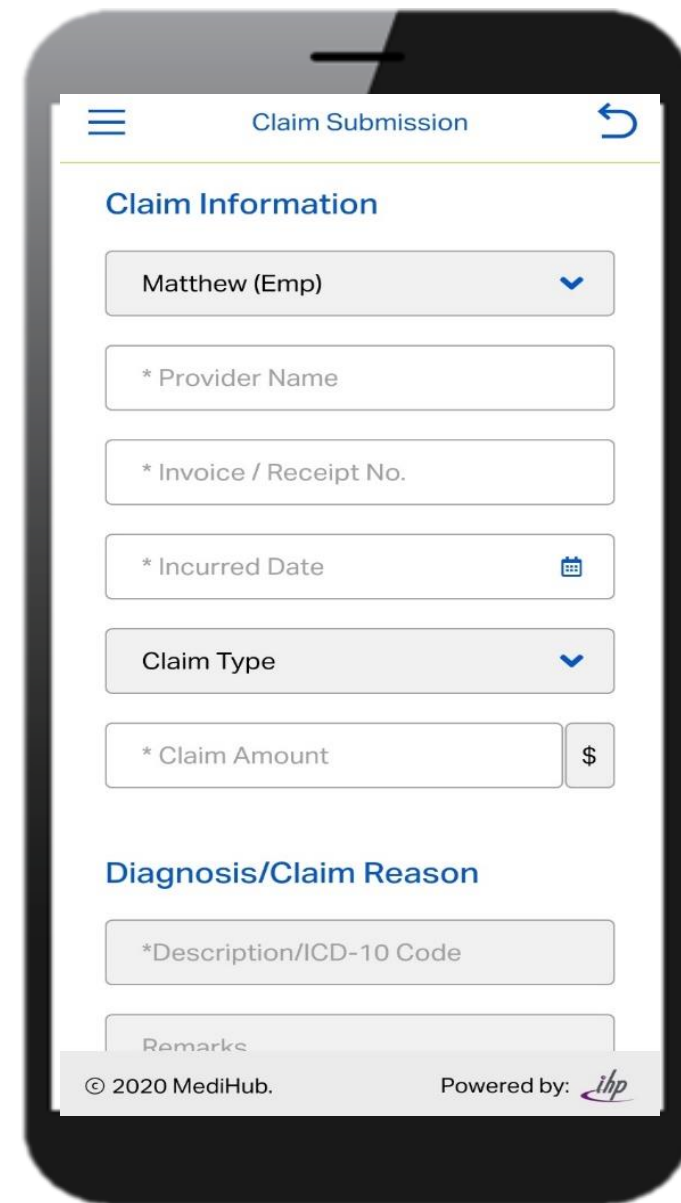 Claim Submission
Claim Information
Matthew (Emp)
* Provider Name
* Invoice / Receipt No.
* Incurred Date
Claim Type
* Claim Amount
$
Diagnosis/Claim Reason
*Description/ICD-10 Code
Remarks
© 2020 MediHub.
Powered by: ihp